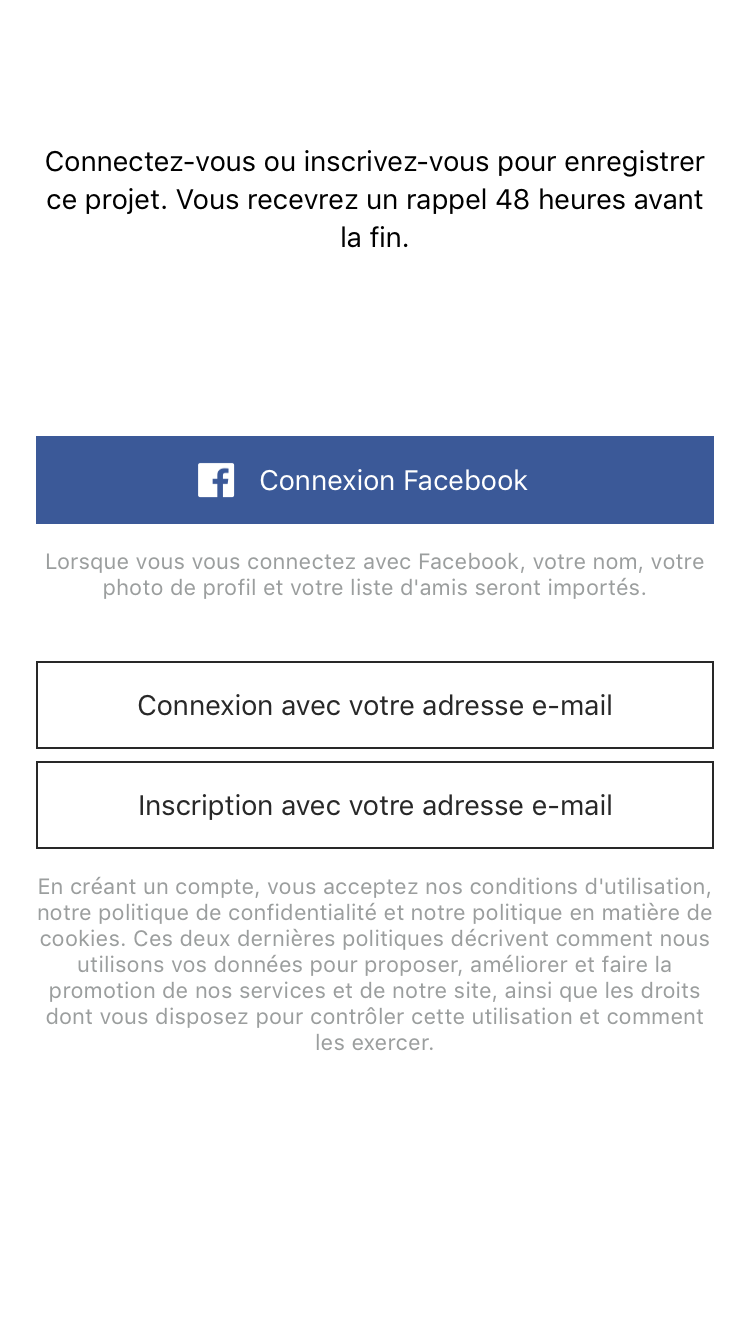 Connectez-vous ou inscrivez-vous pour enregistrer
ce projet. Vous recevrez un rappel 48 heures avant
la fin.
Connexion Facebook
Lorsque vous vous connectez avec Facebook, votre nom, votre
photo de profil et votre liste d'amis seront importés.
Connexion avec votre adresse e-mail
Inscription avec votre adresse e-mail
En créant un compte, vous acceptez nos conditions d'utilisation,
notre politique de confidentialité et notre politique en matière de
cookies. Ces deux dernières politiques décrivent comment nous
utilisons vos données pour proposer, améliorer et faire la
promotion de nos services et de notre site, ainsi que les droits
dont vous disposez pour contrôler cette utilisation et comment
les exercer.